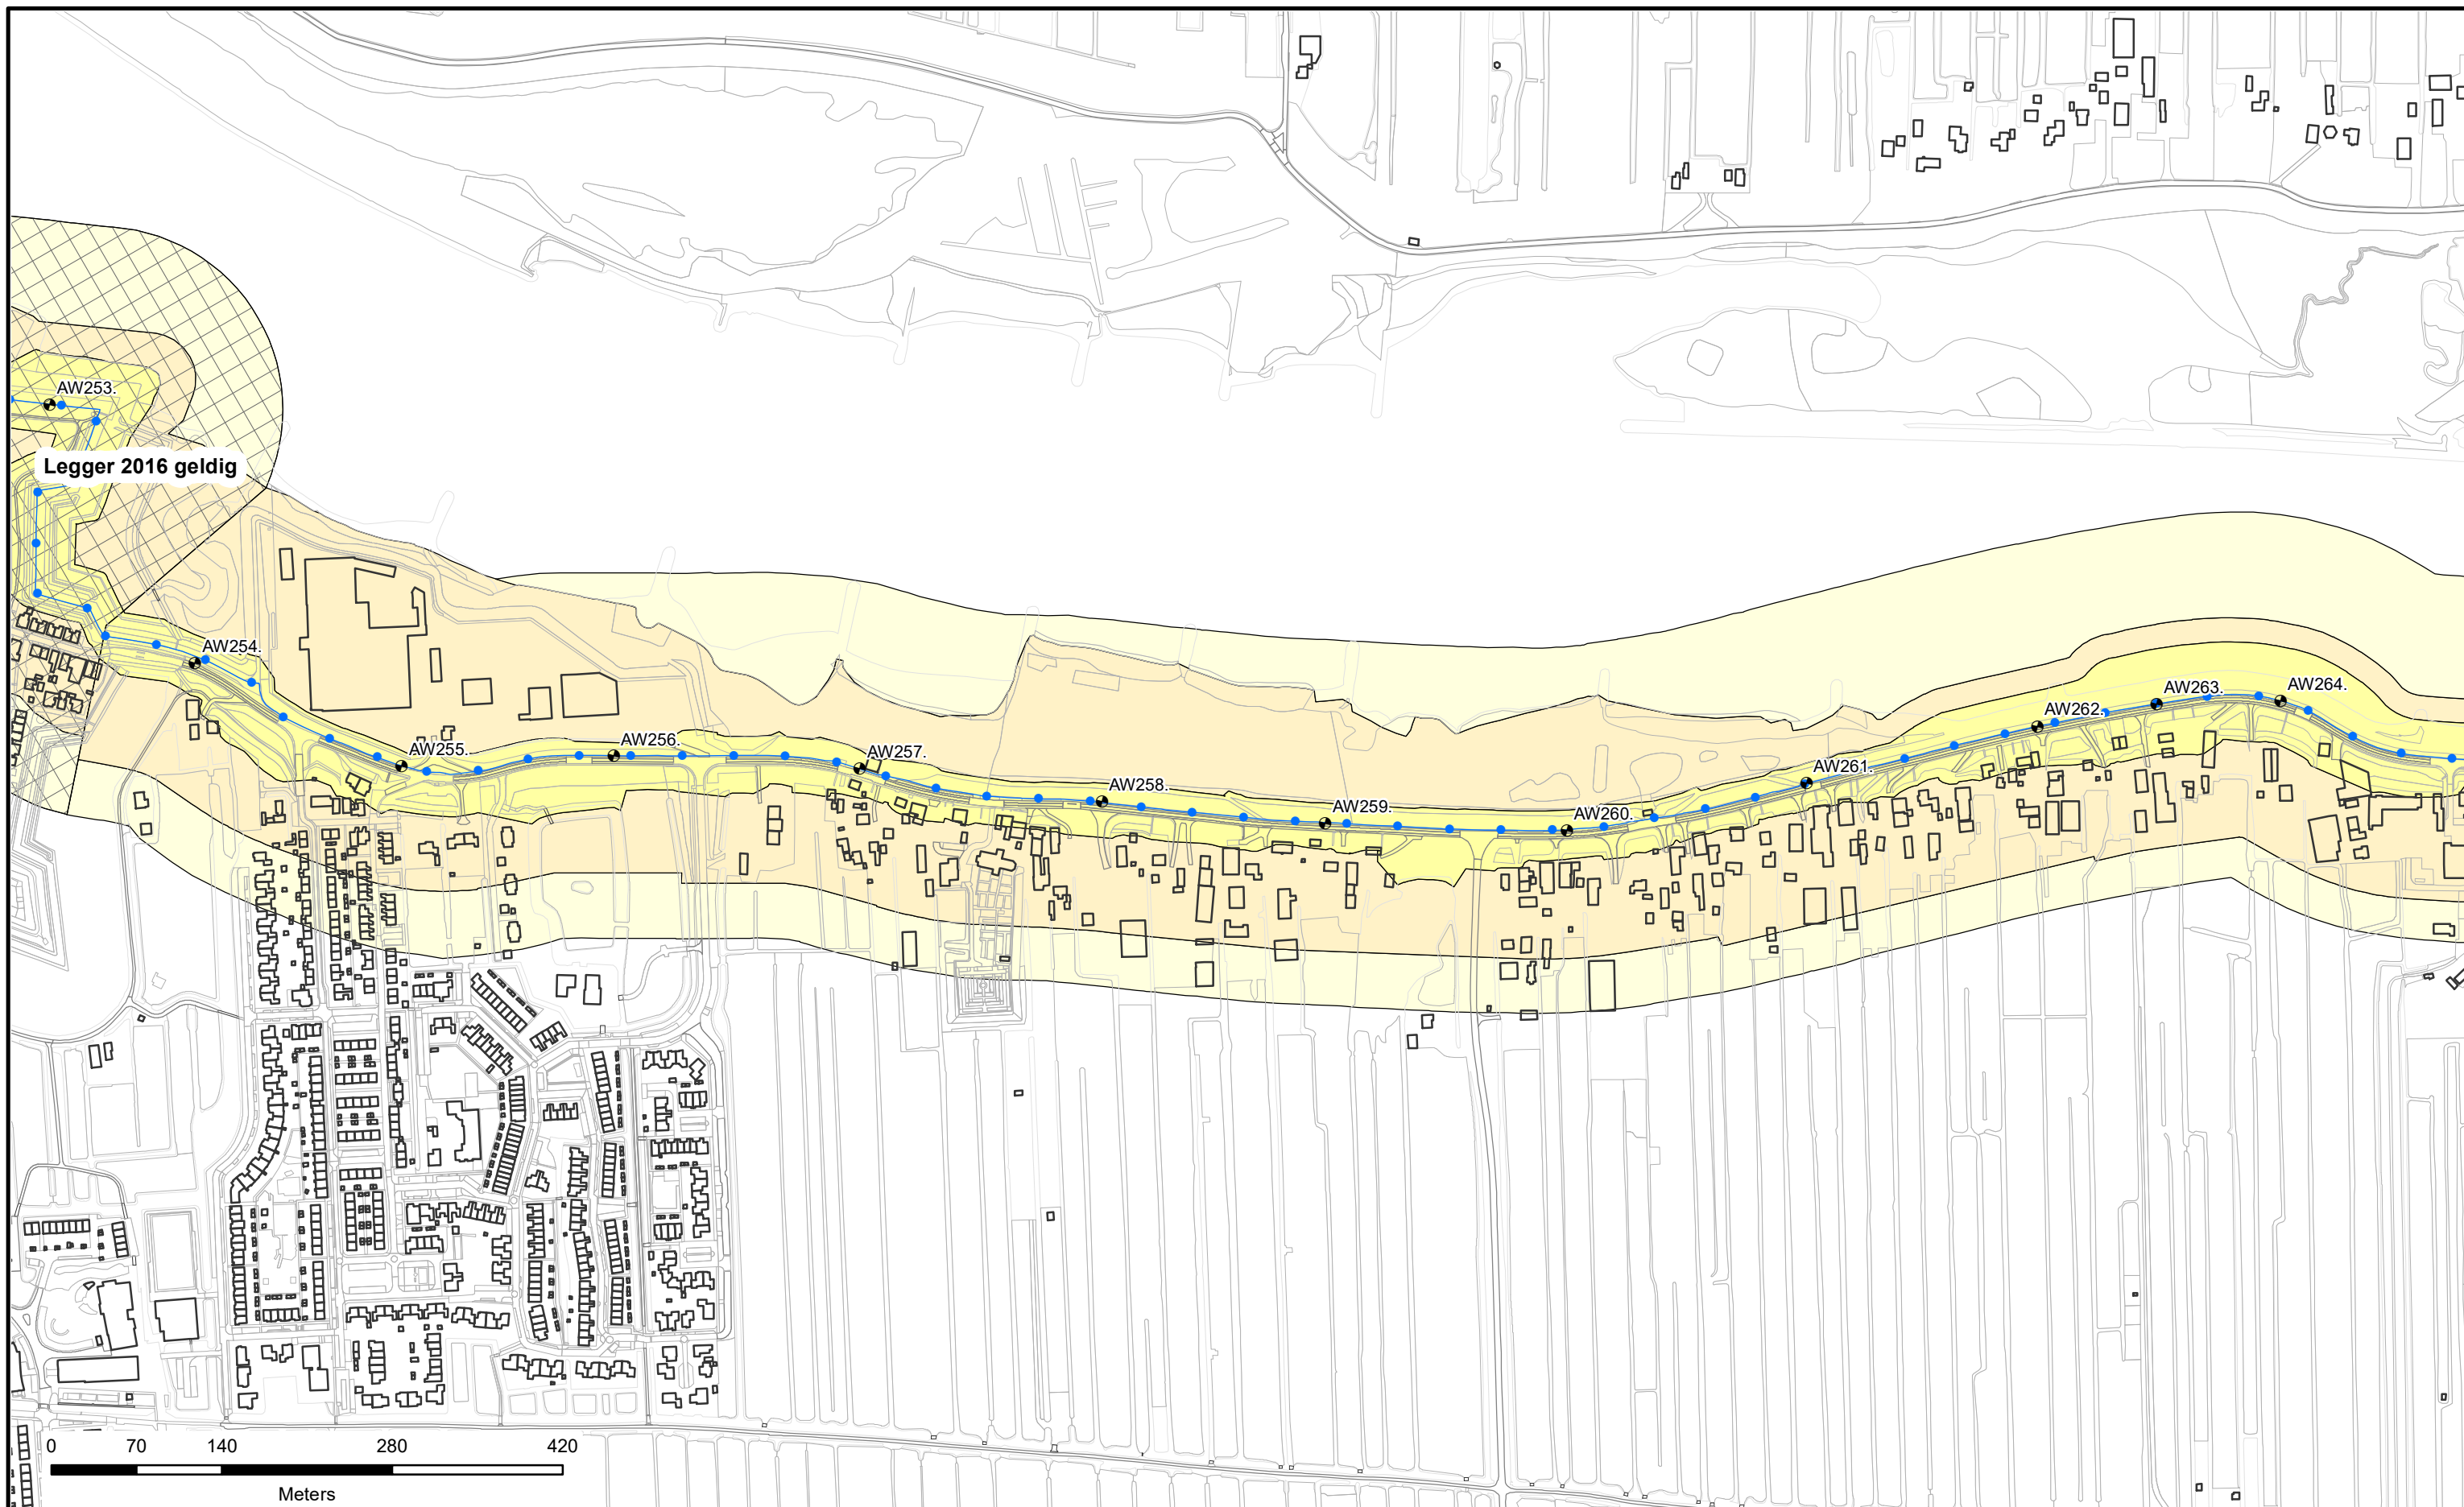 AW253.
Legger 2016 geldig
AW254.
AW255.
AW256.
AW257.
AW258.
AW259.
AW260.
AW261.
AW262.
AW263.
AW264.
0 70 140 280 420
Meters